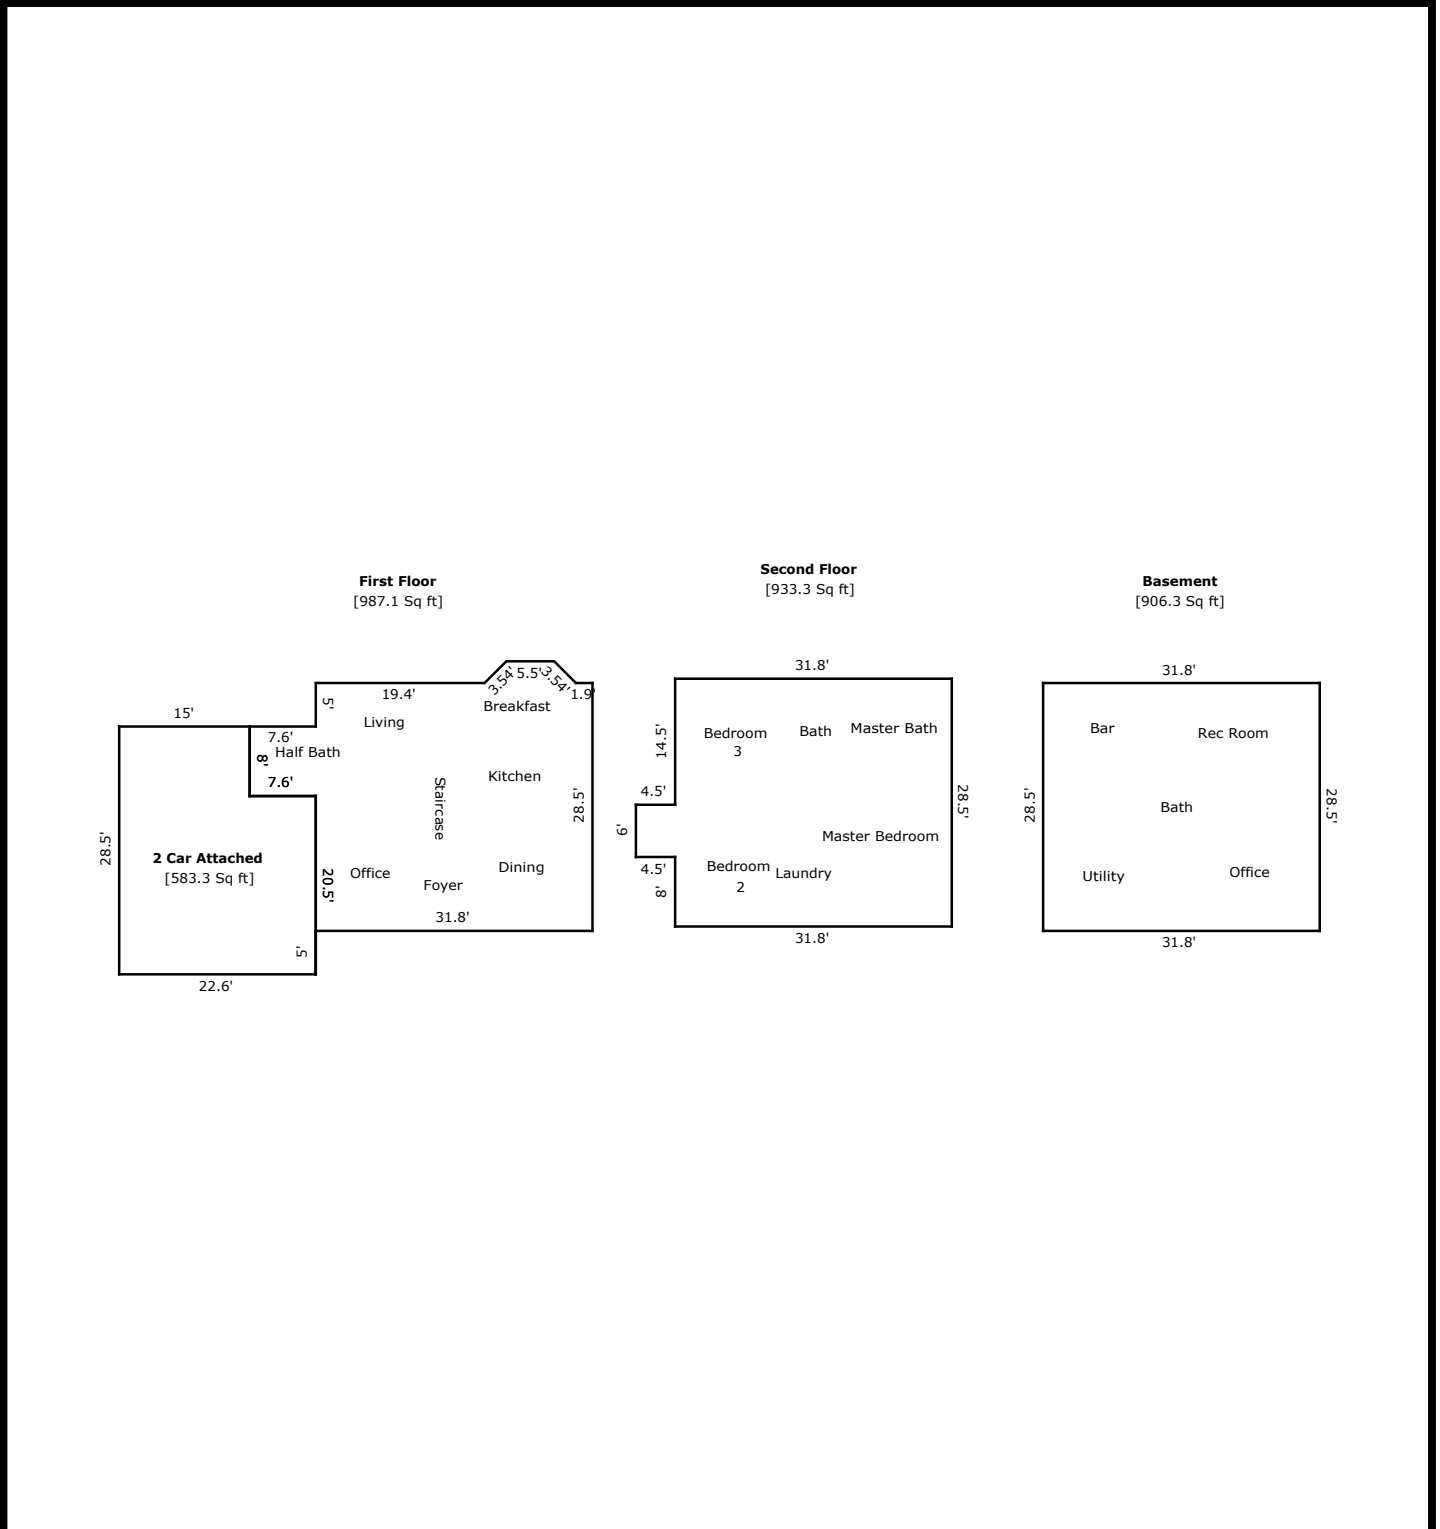 First Floor
[987.1 Sq ft]
5.5'
3.54'
3.54'
19.4'
1.9'
5'
Living
Breakfast
15'
7.6'
8'
Half Bath
7.6'
Kitchen
Staircase
28.5'
28.5'
2 Car Attached
[583.3 Sq ft]
20.5'
Office
Foyer
Dining
31.8'
5'
22.6'
Second Floor
[933.3 Sq ft]
31.8'
14.5'
Bedroom
3
Bath
Master Bath
4.5'
9'
28.5'
Master Bedroom
4.5'
8'
Bedroom
2
Laundry
31.8'
Basement
[906.3 Sq ft]
31.8'
Bar
Rec Room
28.5'
Bath
28.5'
Utility
Office
31.8'